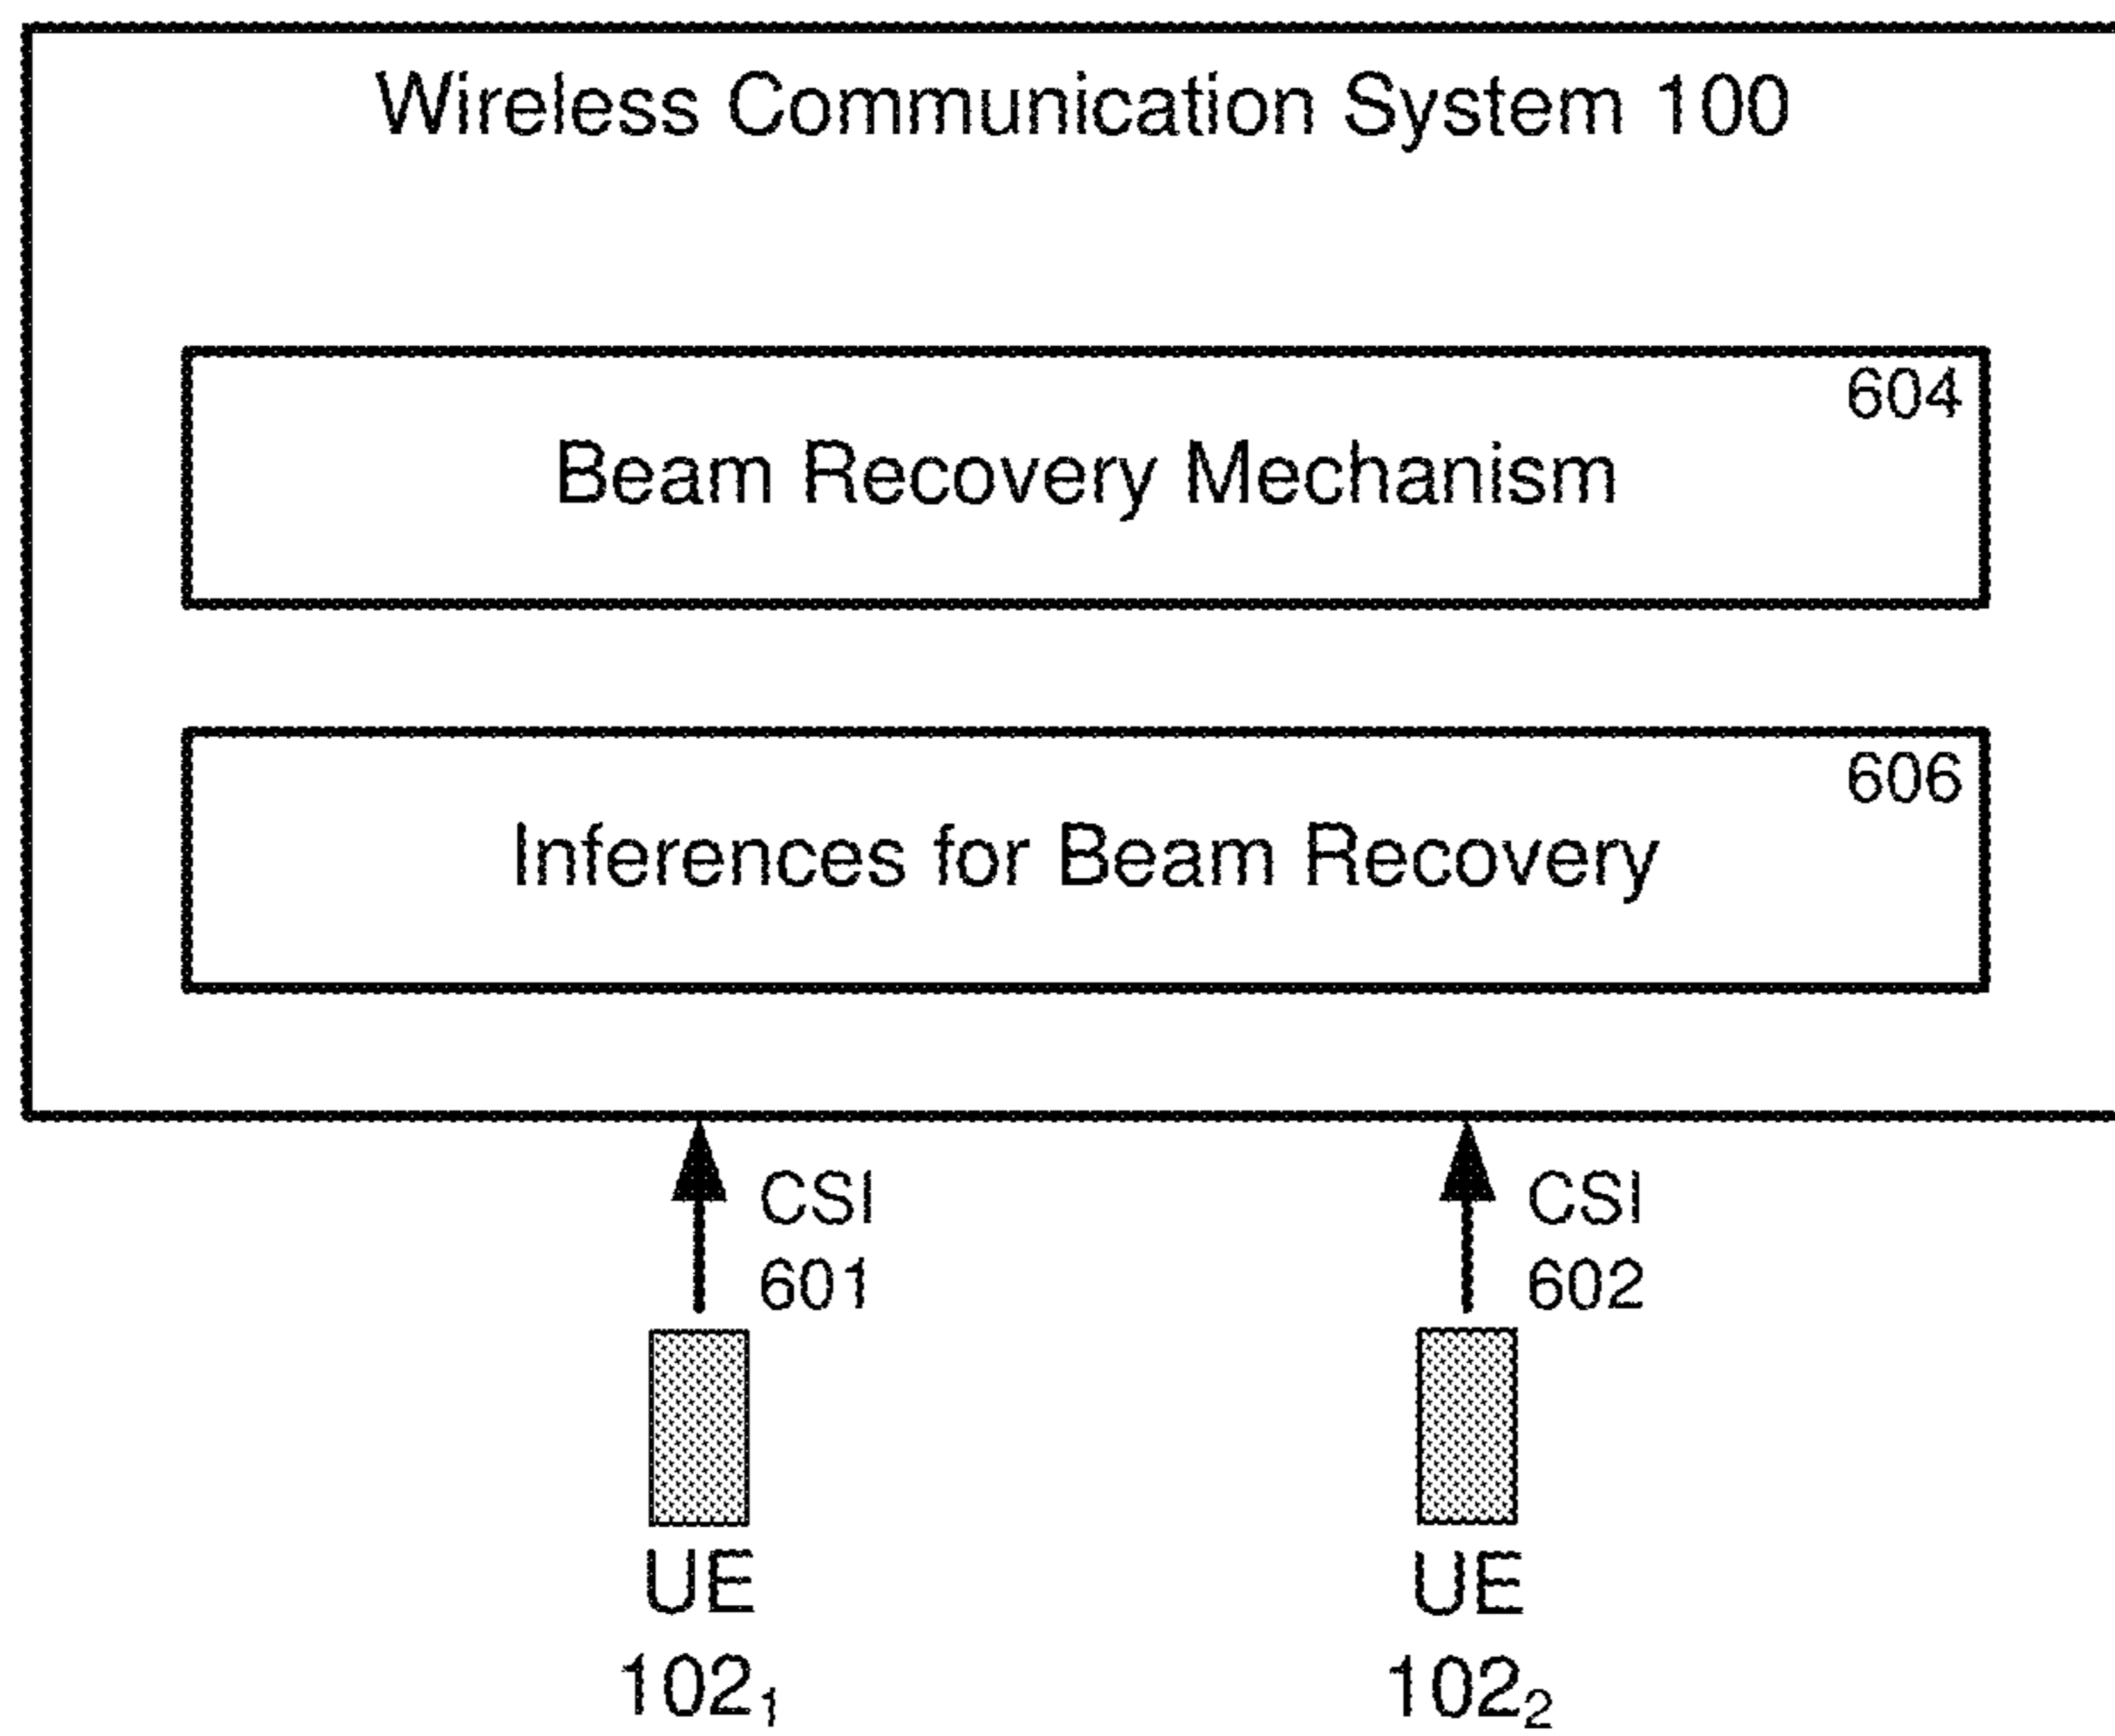 Wireless Communication System 100
604
Beam Recovery Mechanism
606
Inferences for Beam Recovery
CSI
601
CSI
602
UE
102₁
UE
102₂